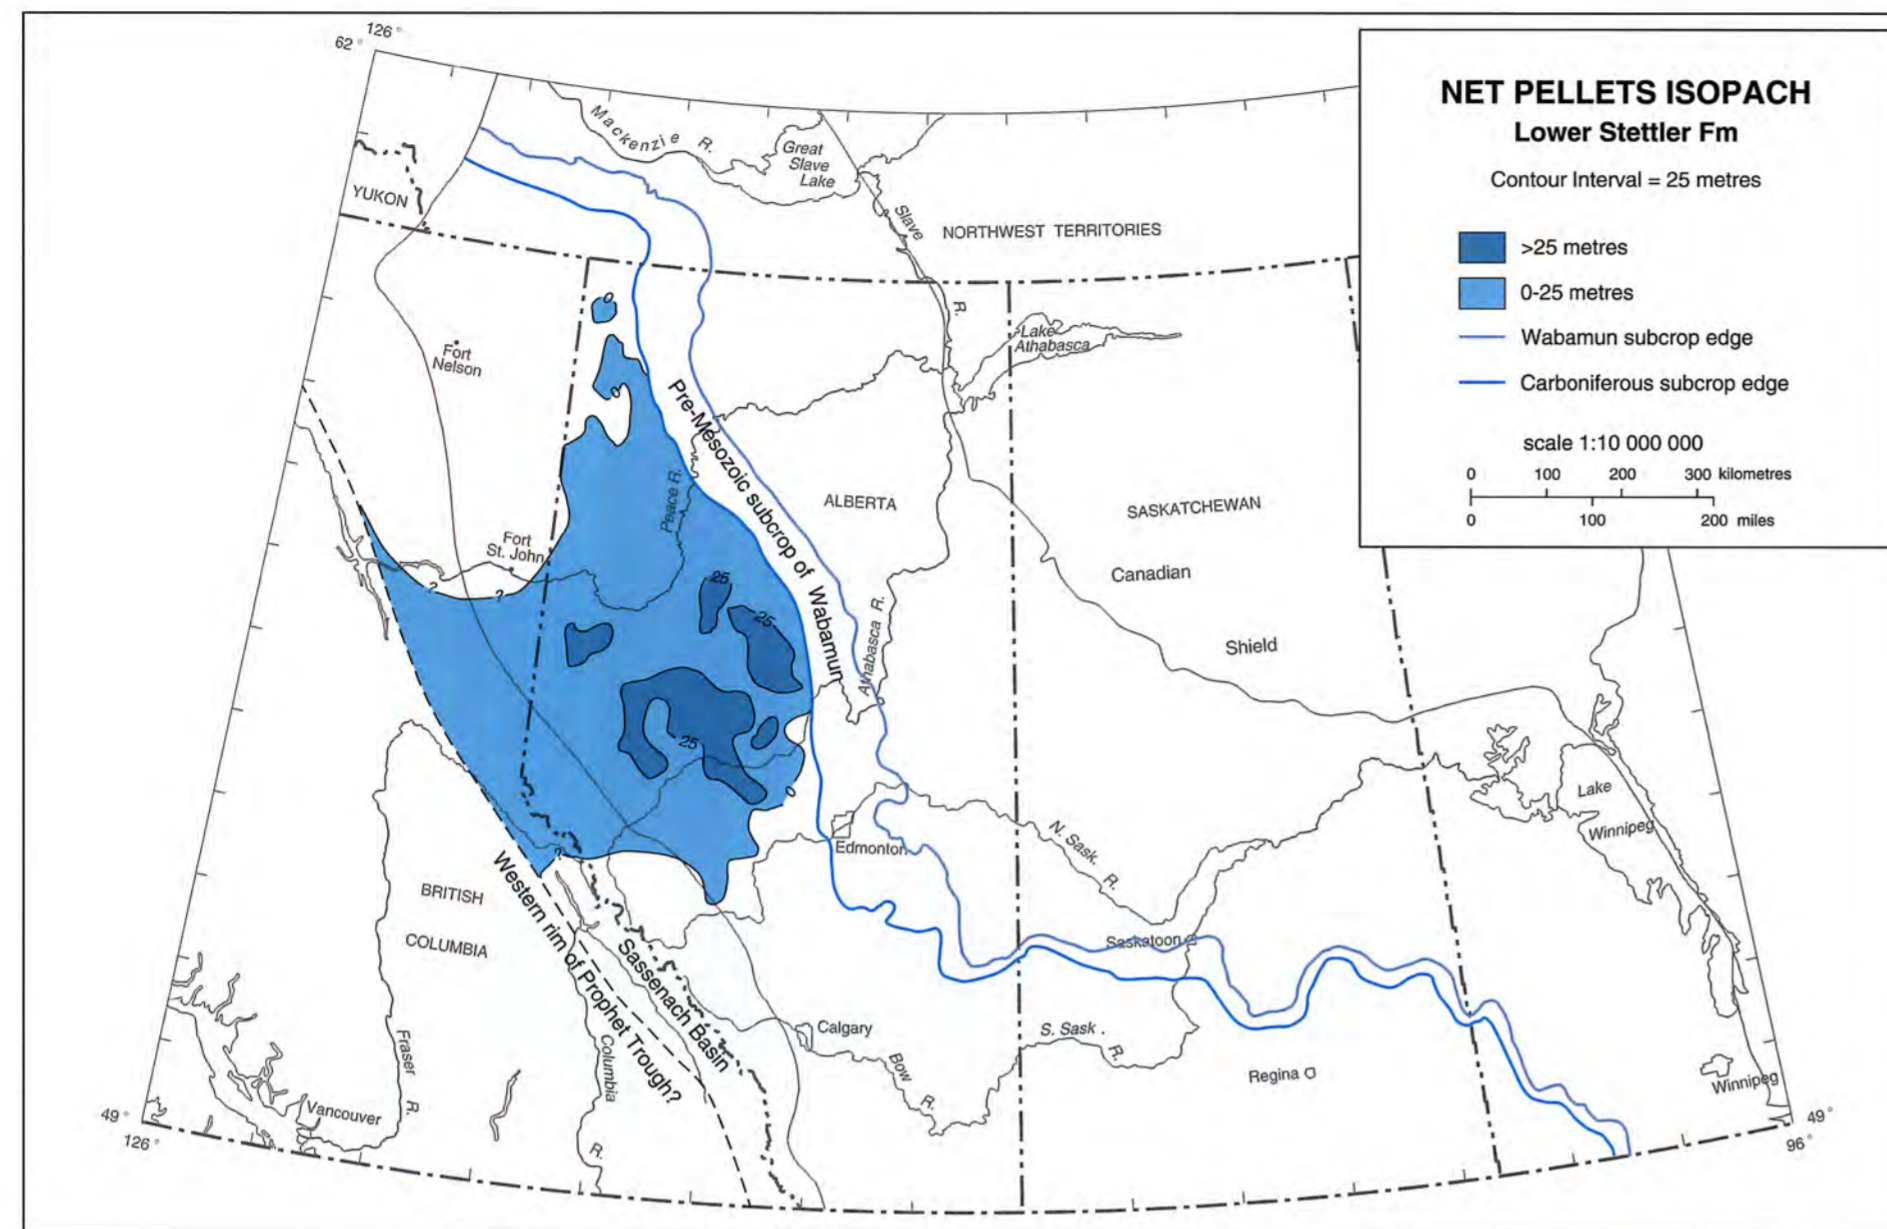 126°
62°
NET PELLETS ISOPACH
Lower Stettler Fm
Contour Interval = 25 metres
>25 metres
0-25 metres
Wabamun subcrop edge
Carboniferous subcrop edge
scale 1:10 000 000
0 100 200 300 kilometres
0 100 200 miles
Mackenzie R.
Great
Slave
Lake
YUKON
Slave
R.
NORTHWEST TERRITORIES
0
Fort
Nelson
Lake
Athabasca
0
Pre-Mesozoic subcrop of Wabamun
Peace R.
ALBERTA
SASKATCHEWAN
Fort
St. John
Canadian
Shield
?
?
25
25
Athabasca R.
25
0
Lake
Winnipeg
N. Sask.
R.
Edmonton
?
Western rim of Prophet Trough?
BRITISH
COLUMBIA
Sassenach Basin
Saskatoon
Calgary
S. Sask.
R.
Fraser
R.
Columbia
R.
Bow
R.
Regina
Winnipeg
Vancouver
49°
126°
49°
96°